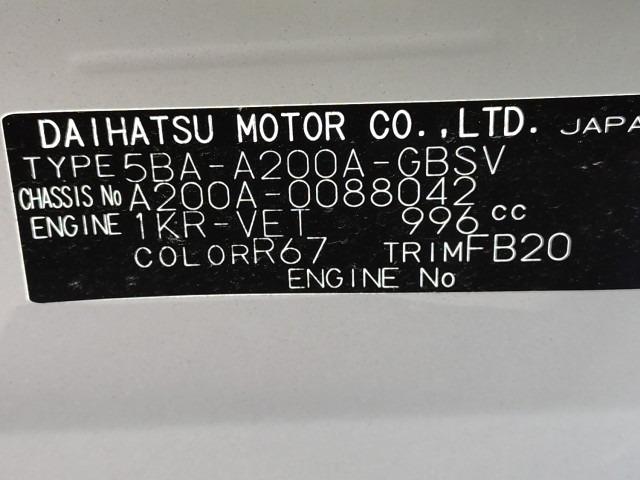 DAIHATSU MOTOR CO.,LTD. JAPA
TYPE 5BA-A200A-GBSV
CHASSIS No A200A-0088042
ENGINE 1KR-VET 996 cc
COLOR R67 TRIM FB20
ENGINE No